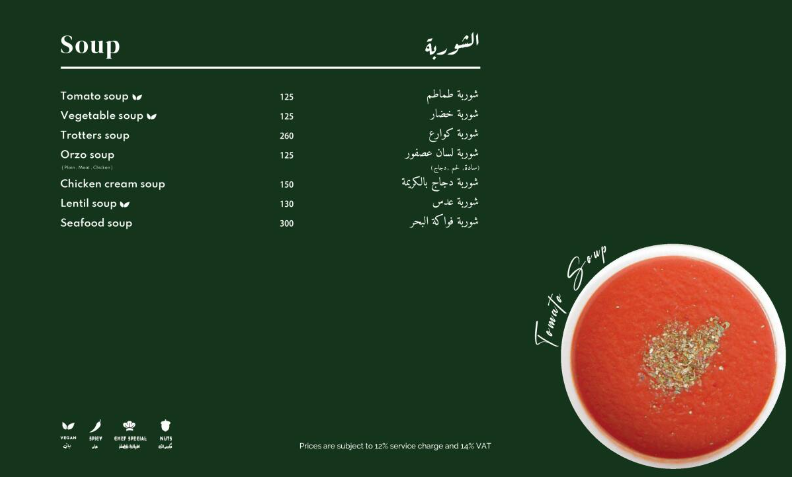 Soup الشوربة
Tomato soup 125 شوربة طماطم
Vegetable soup 125 شوربة خضار
Trotters soup 260 شوربة كوارع
Orzo soup 125 شوربة لسان عصفور
(Plain , Meat , Chicken) (سادة، لحم، دجاج)
Chicken cream soup 150 شوربة دجاج بالكريمة
Lentil soup 130 شوربة عدس
Seafood soup 300 شوربة فواكة البحر
Tomato Soup
VEGAN SPICY CHEF SPECIAL NUTS
نباتي حار
Prices are subject to 12% service charge and 14% VAT